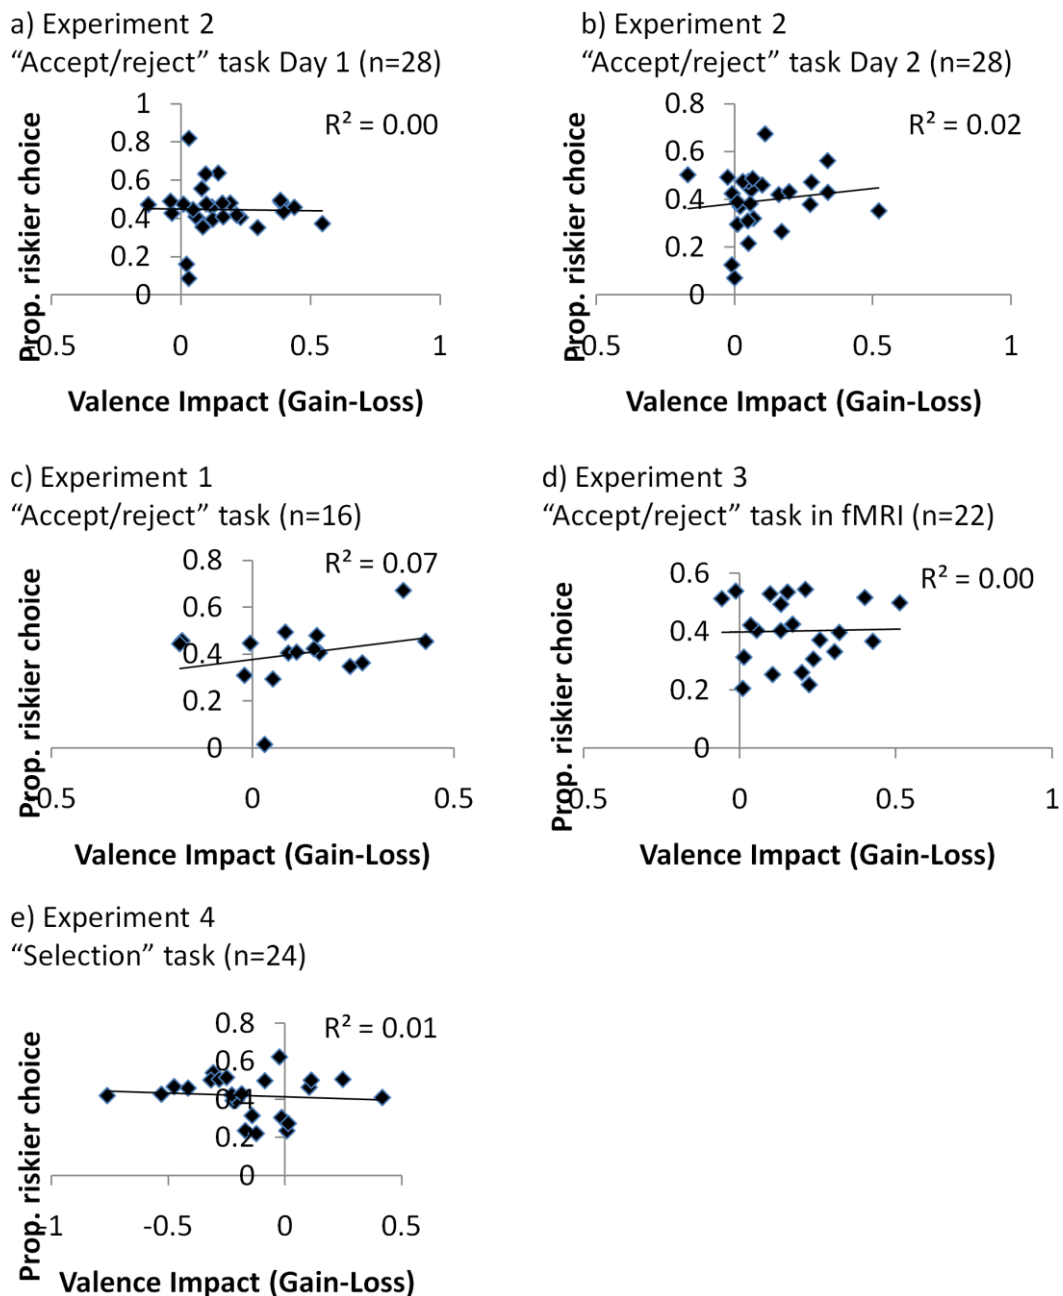 a) Experiment 2
“Accept/reject” task Day 1 (n=28)
Prop. riskier choice
1
0.8
0.6
0.4
0.2
0
R² = 0.00
-0.5 0 0.5 1
Valence Impact (Gain-Loss)
b) Experiment 2
“Accept/reject” task Day 2 (n=28)
Prop. riskier choice
0.8
0.6
0.4
0.2
0
R² = 0.02
-0.5 0 0.5 1
Valence Impact (Gain-Loss)
c) Experiment 1
“Accept/reject” task (n=16)
Prop. riskier choice
0.8
0.6
0.4
0.2
0
R² = 0.07
-0.5 0 0.5
Valence Impact (Gain-Loss)
d) Experiment 3
“Accept/reject” task in fMRI (n=22)
Prop. riskier choice
0.6
0.4
0.2
0
R² = 0.00
-0.5 0 0.5 1
Valence Impact (Gain-Loss)
e) Experiment 4
“Selection” task (n=24)
Prop. riskier choice
0.8
0.6
0.4
0.2
0
R² = 0.01
-1 -0.5 0 0.5
Valence Impact (Gain-Loss)